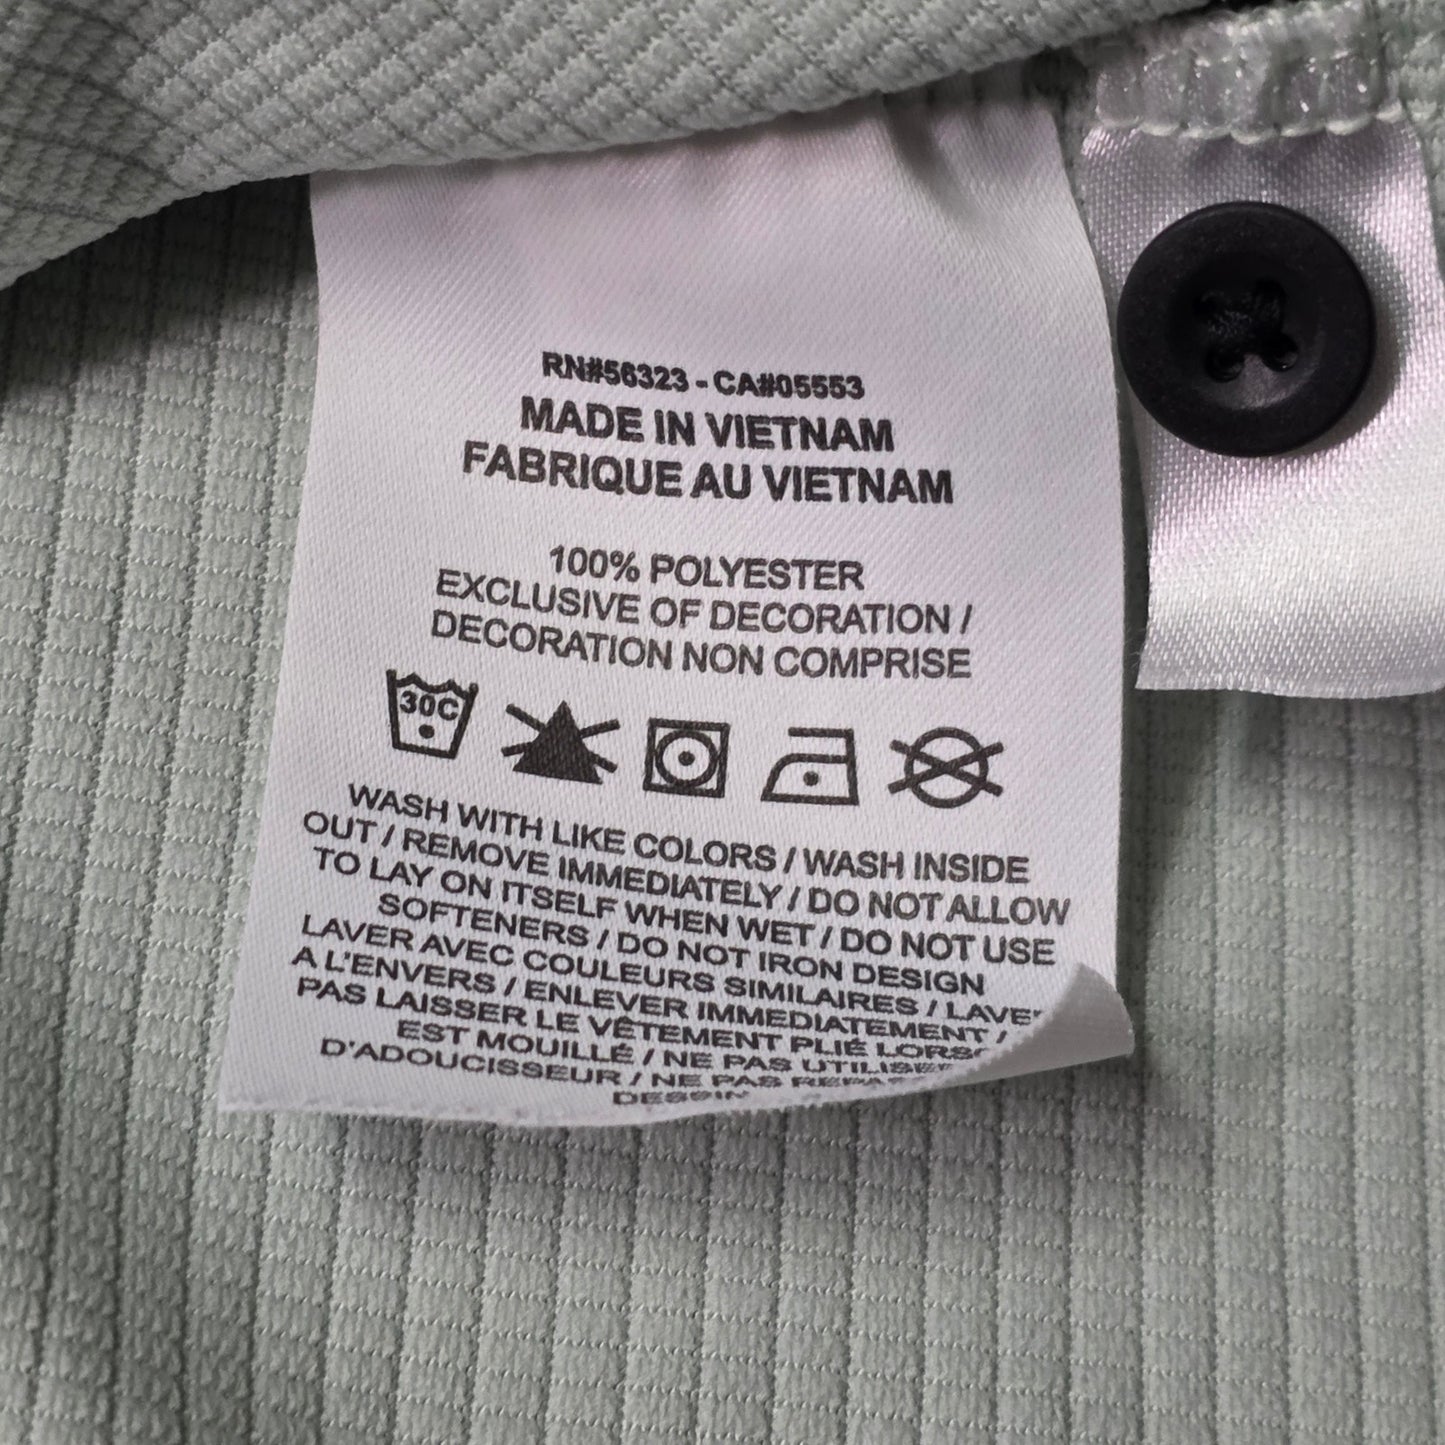 RN#56323 - CA#05553
MADE IN VIETNAM
FABRIQUE AU VIETNAM
100% POLYESTER
EXCLUSIVE OF DECORATION /
DECORATION NON COMPRISE
30C
WASH WITH LIKE COLORS / WASH INSIDE
OUT / REMOVE IMMEDIATELY / DO NOT ALLOW
TO LAY ON ITSELF WHEN WET / DO NOT USE
SOFTENERS / DO NOT IRON DESIGN
LAVER AVEC COULEURS SIMILAIRES /
A L'ENVERS / ENLEVER IMMEDIATEMENT /
PAS LAISSER LE VÊTEMENT PLIÉ
EST MOUILLÉ / NE PAS
D'ADOUCISSEUR / NE PAS
DESSIN